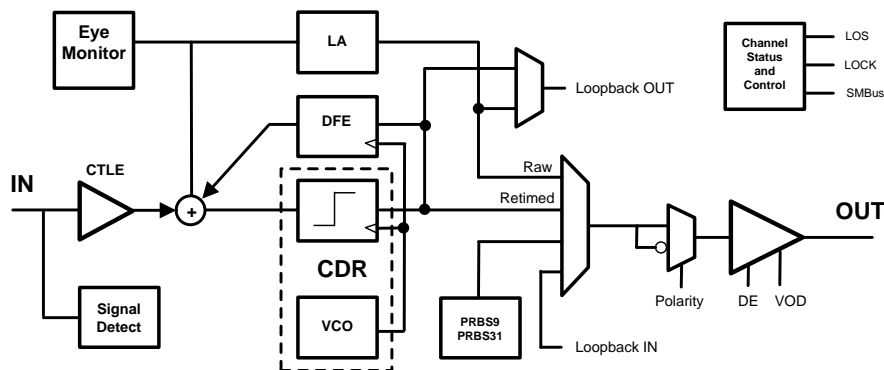 Eye
Monitor
LA
Channel
Status
and
Control
LOS
LOCK
SMBus
Loopback OUT
DFE
CTLE
IN
+
Raw
Retimed
OUT
CDR
Signal
Detect
VCO
PRBS9
PRBS31
Polarity
DE
VOD
Loopback IN